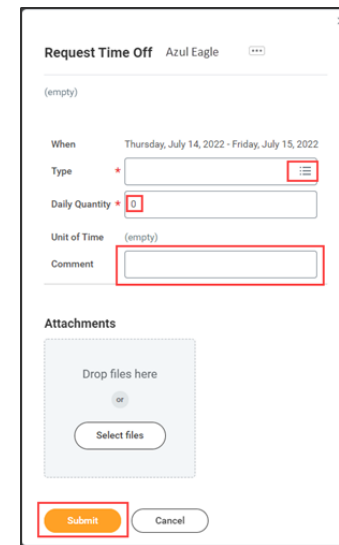 Request Time Off Azul Eagle
(empty)
When Thursday, July 14, 2022 - Friday, July 15, 2022
Type *
Daily Quantity * 0
Unit of Time (empty)
Comment
Attachments
Drop files here
or
Select files
Submit Cancel